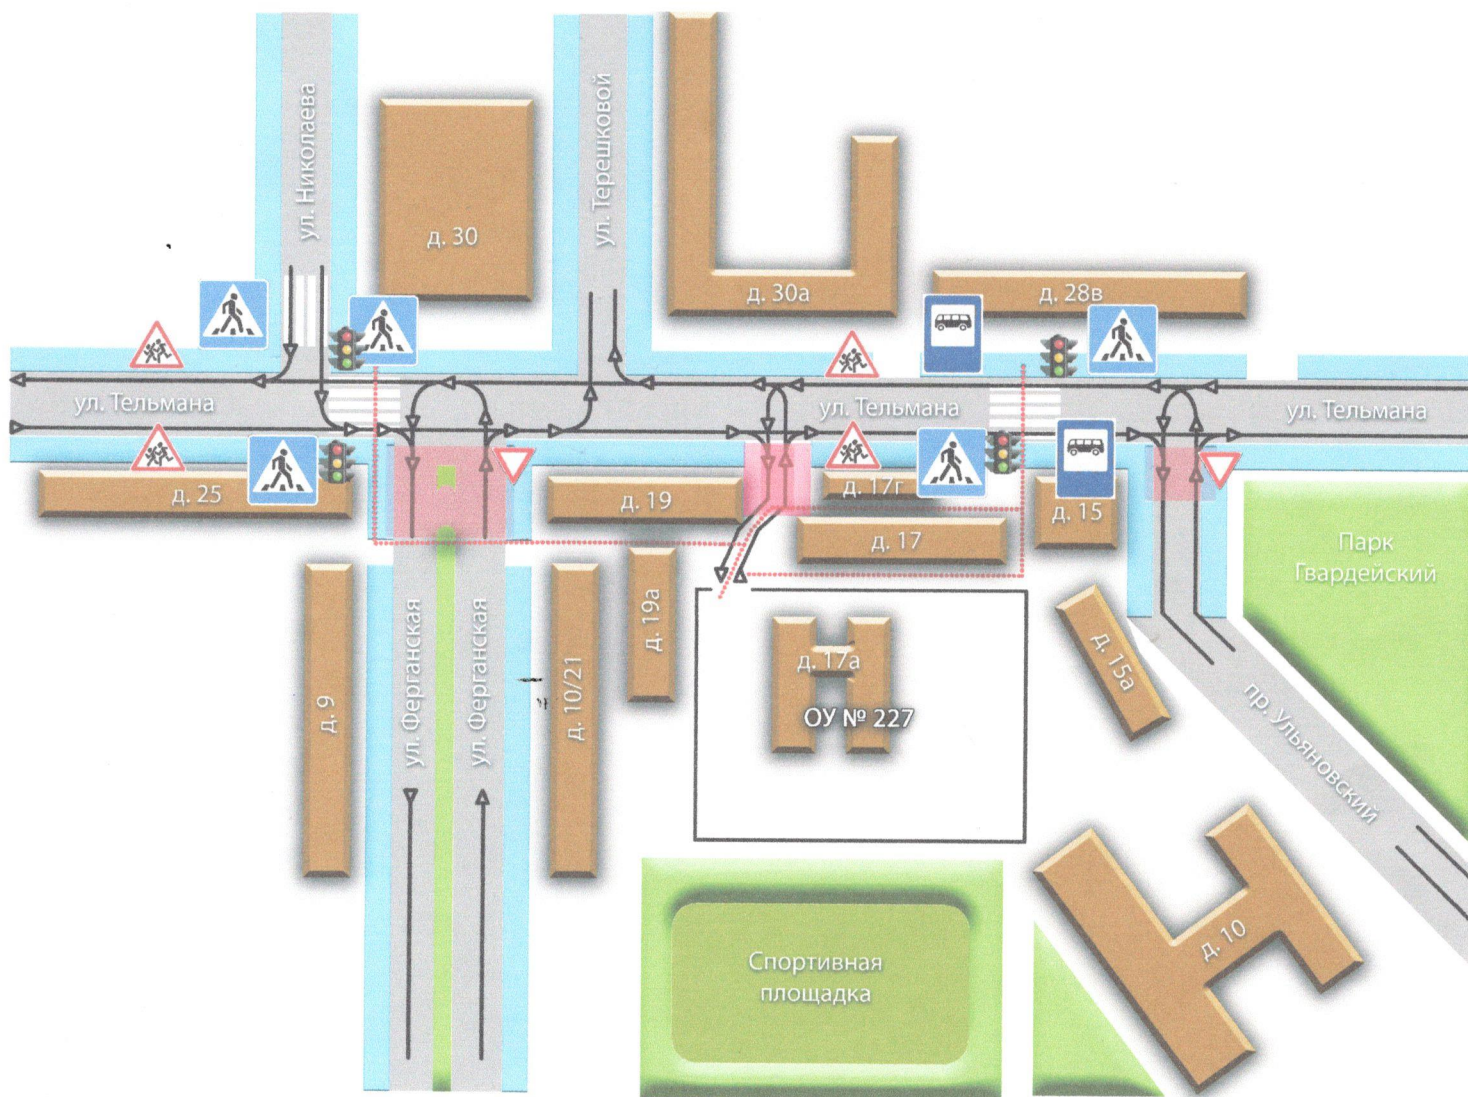 ул. Николаева
ул. Терешковой
д. 30
д. 30а
д. 28в
ул. Тельмана
ул. Тельмана
ул. Тельмана
д. 25
д. 19
д. 17г
д. 17
д. 15
Парк
Гвардейский
д. 9
ул. Ферганская
ул. Ферганская
д. 10/21
д. 19а
д. 17а
ОУ № 227
д. 15а
пр. Ульяновский
д. 10
Спортивная
площадка